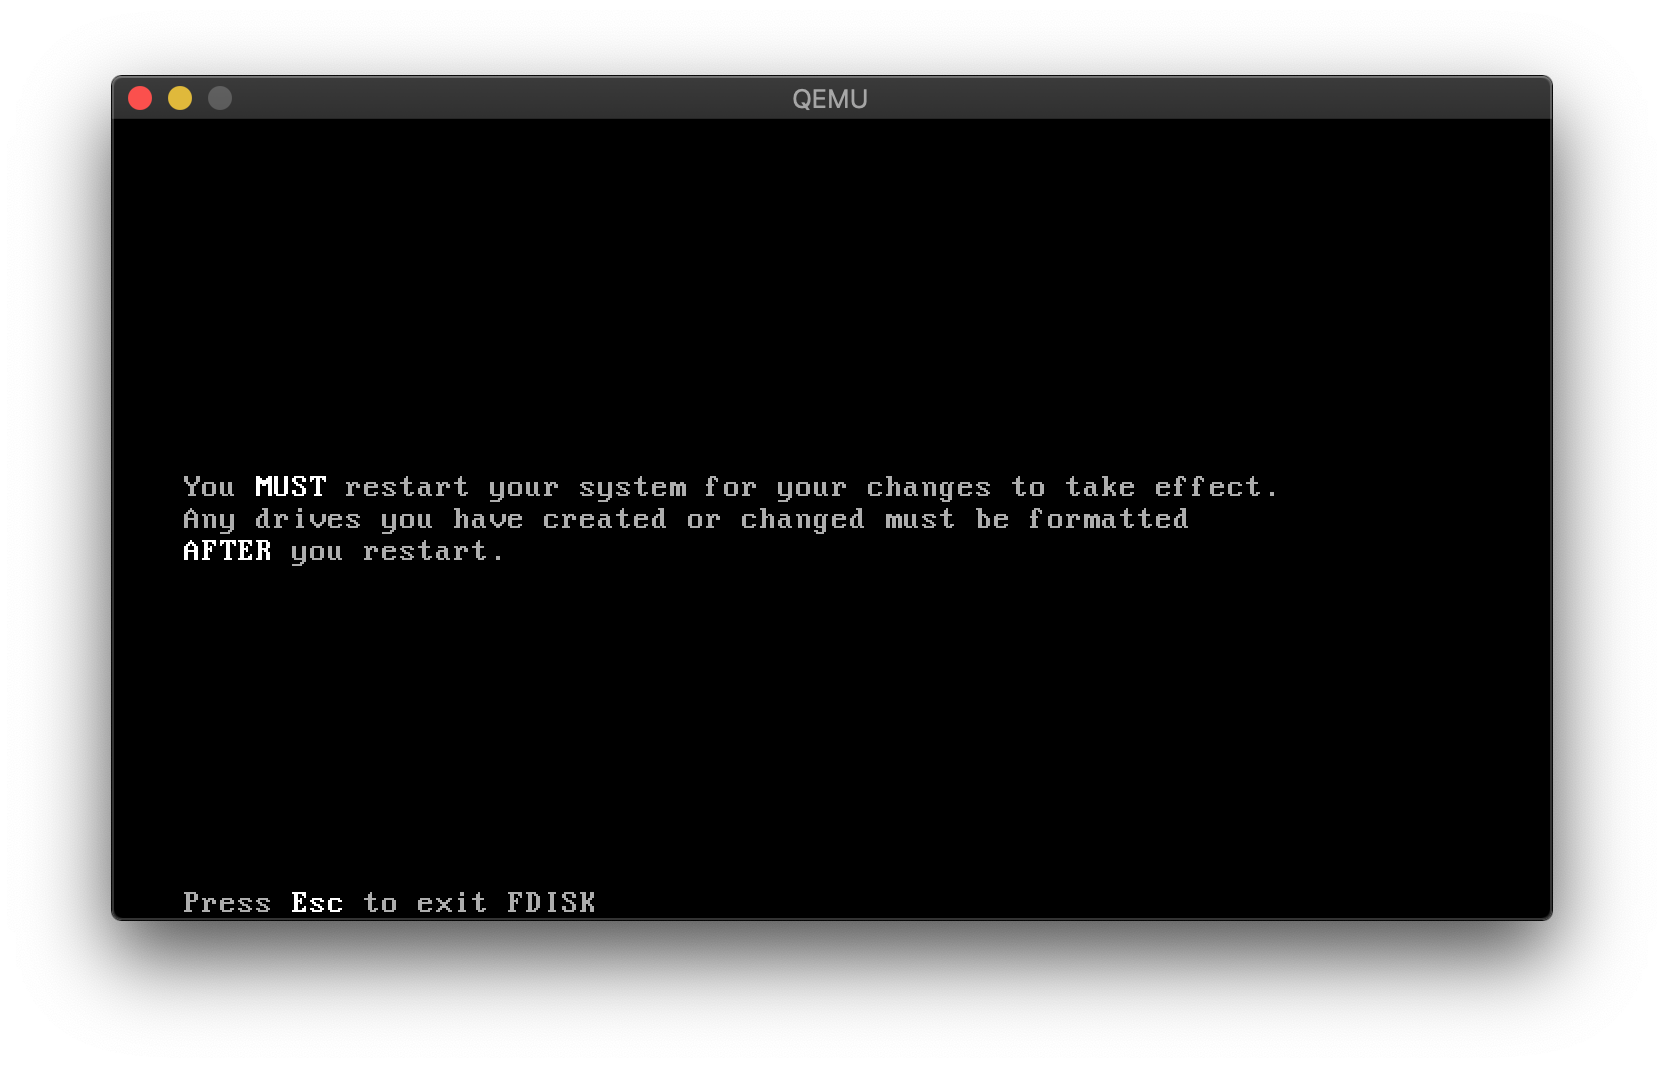 QEMU
You MUST restart your system for your changes to take effect.
Any drives you have created or changed must be formatted
AFTER you restart.
Press Esc to exit FDISK